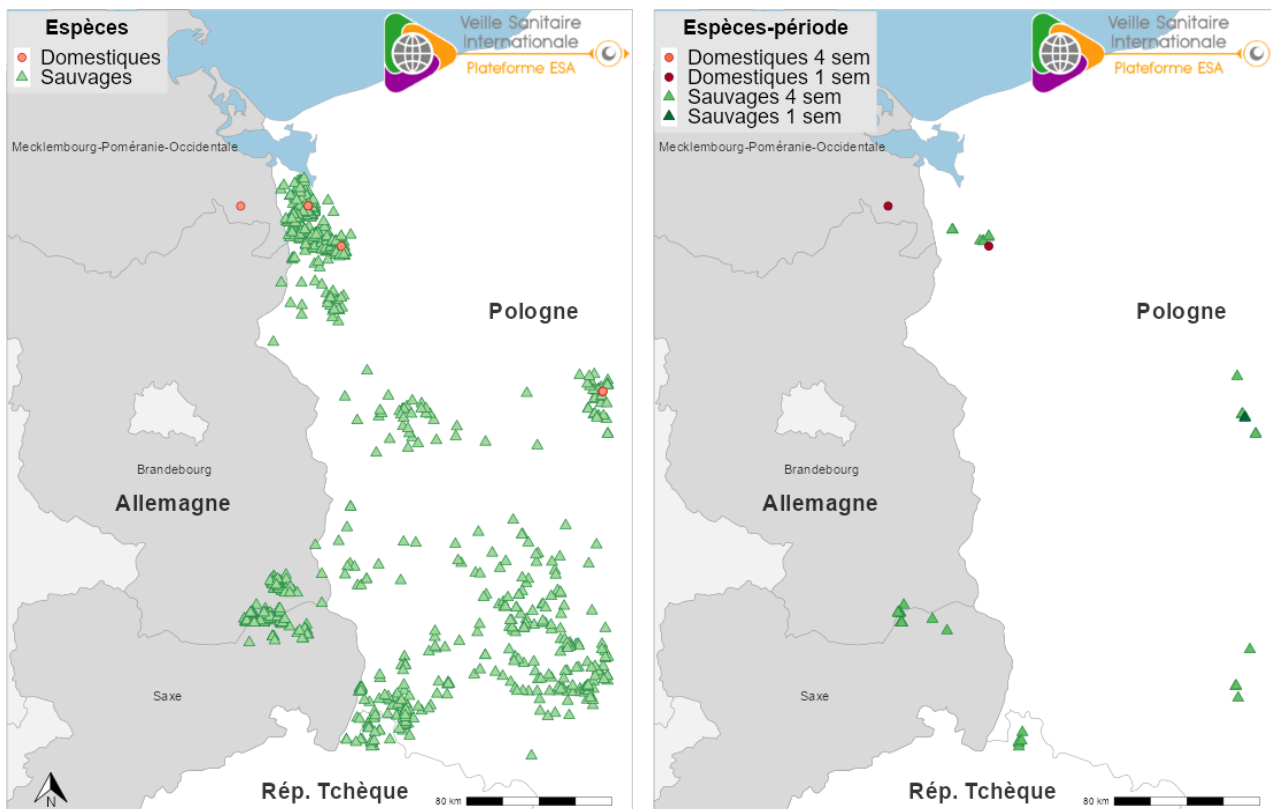 Espèces
Domestiques
Sauvages
Veille Sanitaire
Internationale
Plateforme ESA
Mecklembourg-Poméranie-Occidentale
Pologne
Brandebourg
Allemagne
Saxe
Rép. Tchèque
N
80 km
Espèces-période
Domestiques 4 sem
Domestiques 1 sem
Sauvages 4 sem
Sauvages 1 sem
Veille Sanitaire
Internationale
Plateforme ESA
Mecklembourg-Poméranie-Occidentale
Pologne
Brandebourg
Allemagne
Saxe
Rép. Tchèque
80 km